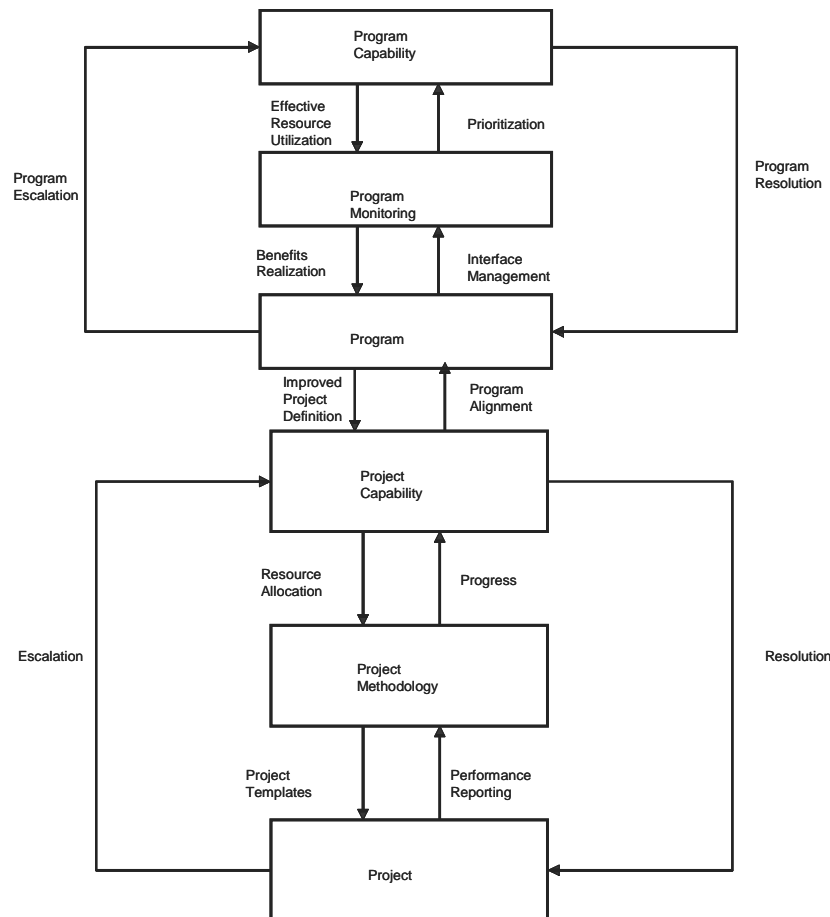 Program
Capability
Effective
Resource
Utilization
Prioritization
Program
Escalation
Program
Resolution
Program
Monitoring
Benefits
Realization
Interface
Management
Program
Improved
Project
Definition
Program
Alignment
Project
Capability
Resource
Allocation
Progress
Escalation
Resolution
Project
Methodology
Project
Templates
Performance
Reporting
Project